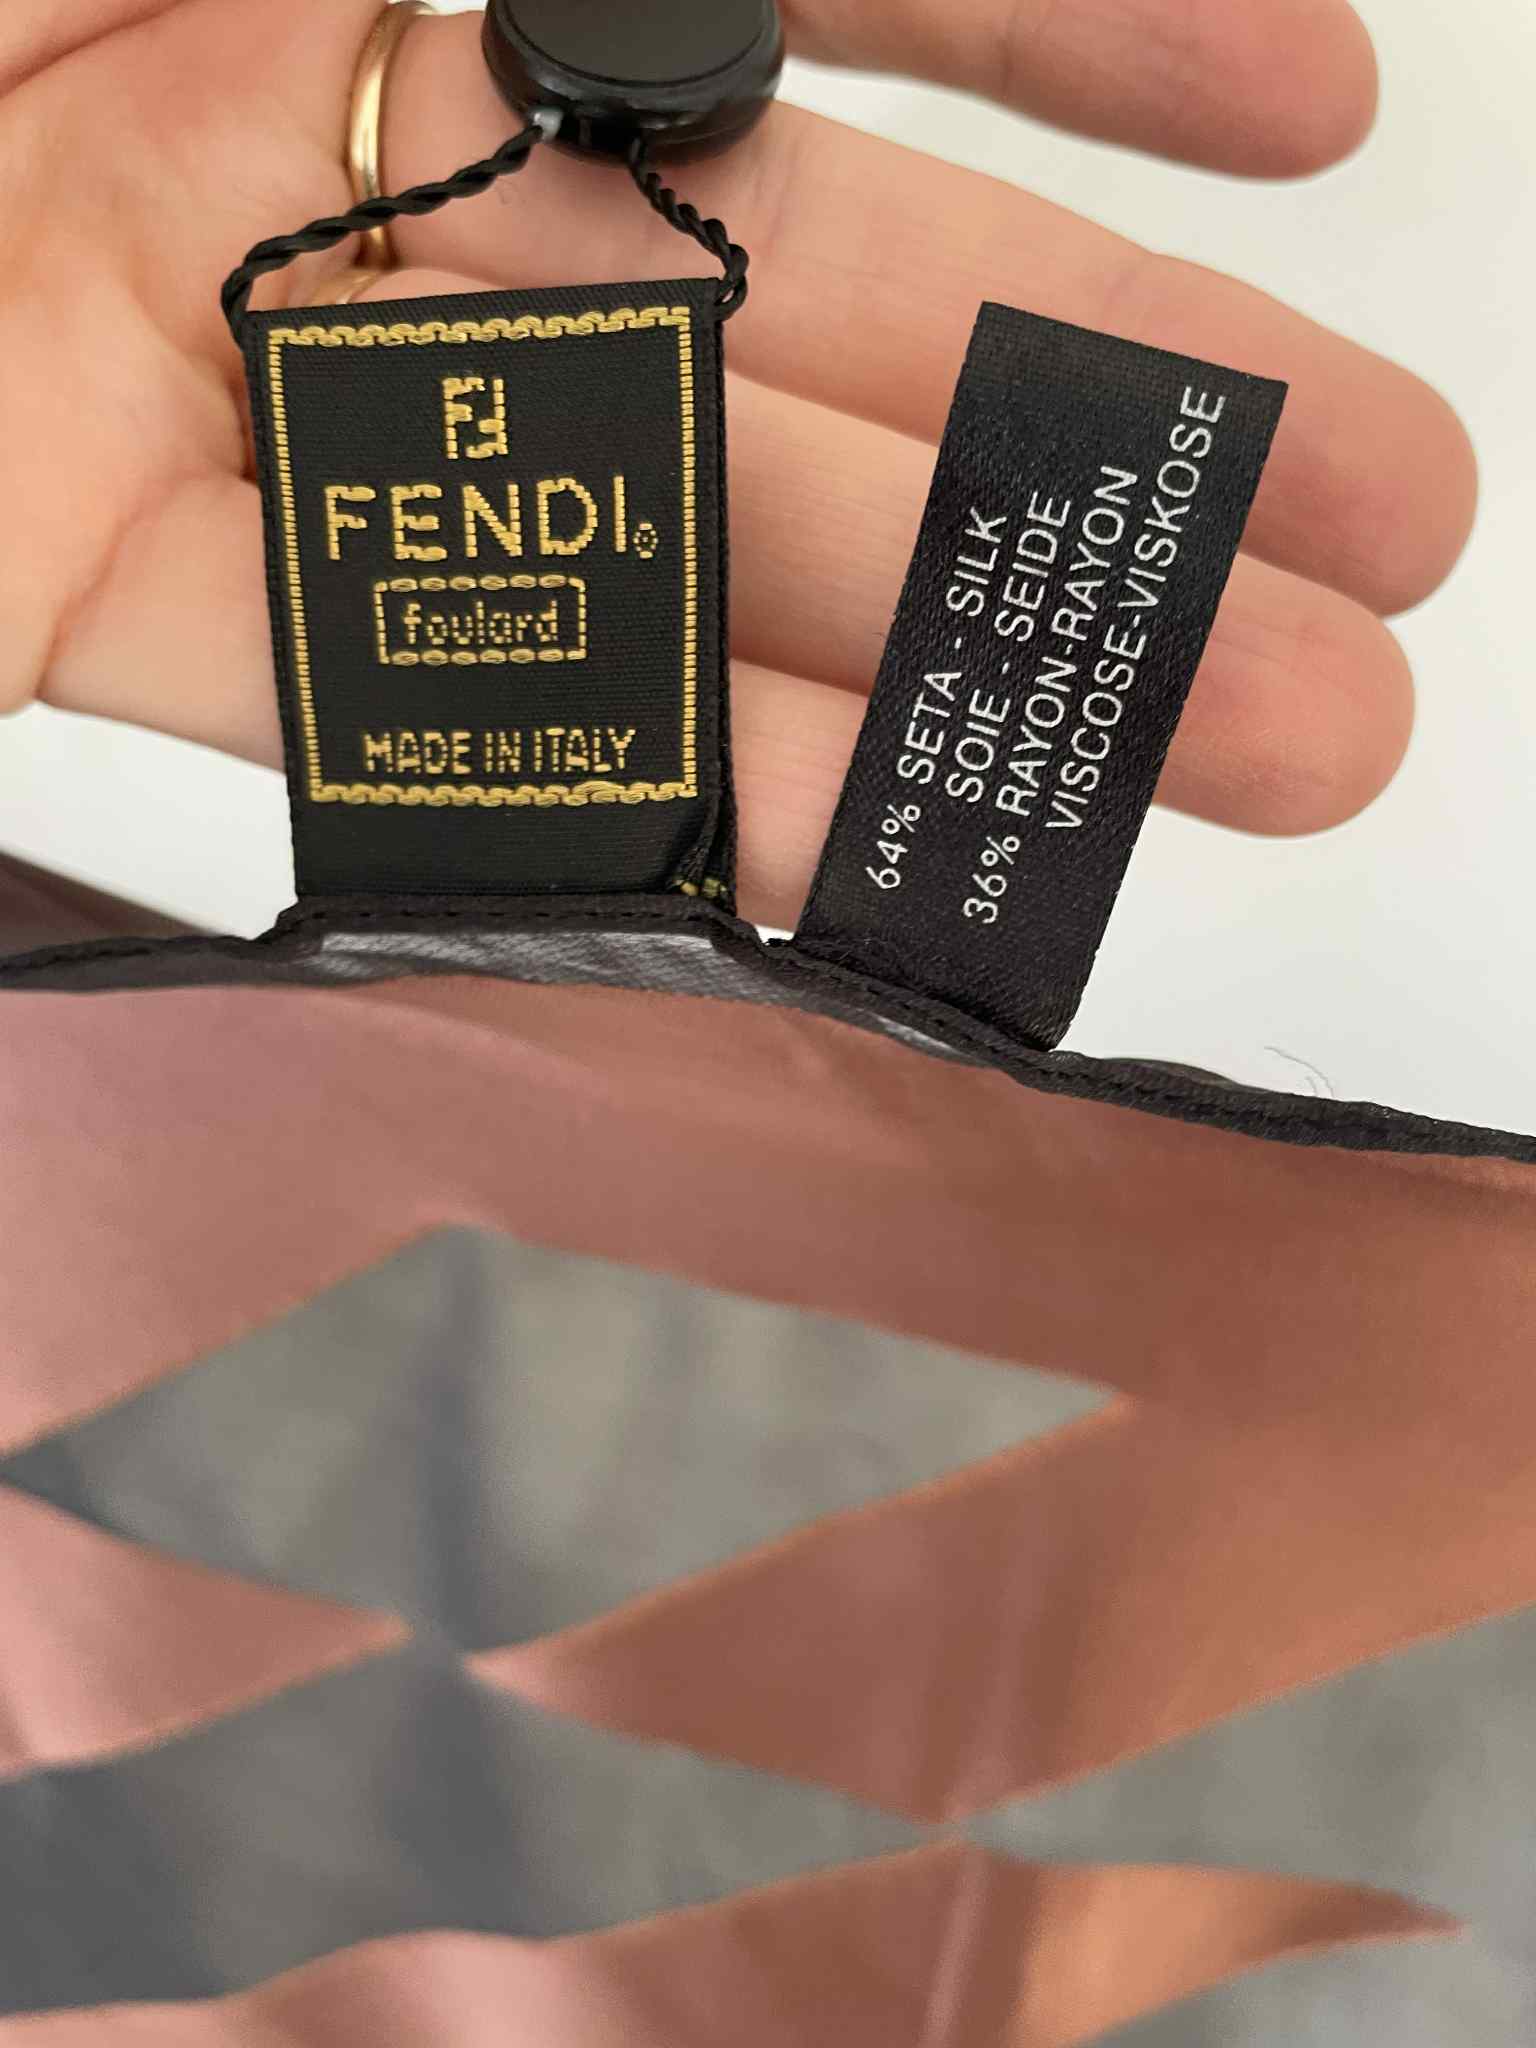 FENDI®
foulard
MADE IN ITALY
64% SETA - SILK
SOIE - SEIDE
36% RAYON-RAYON
VISCOSE-VISKOSE